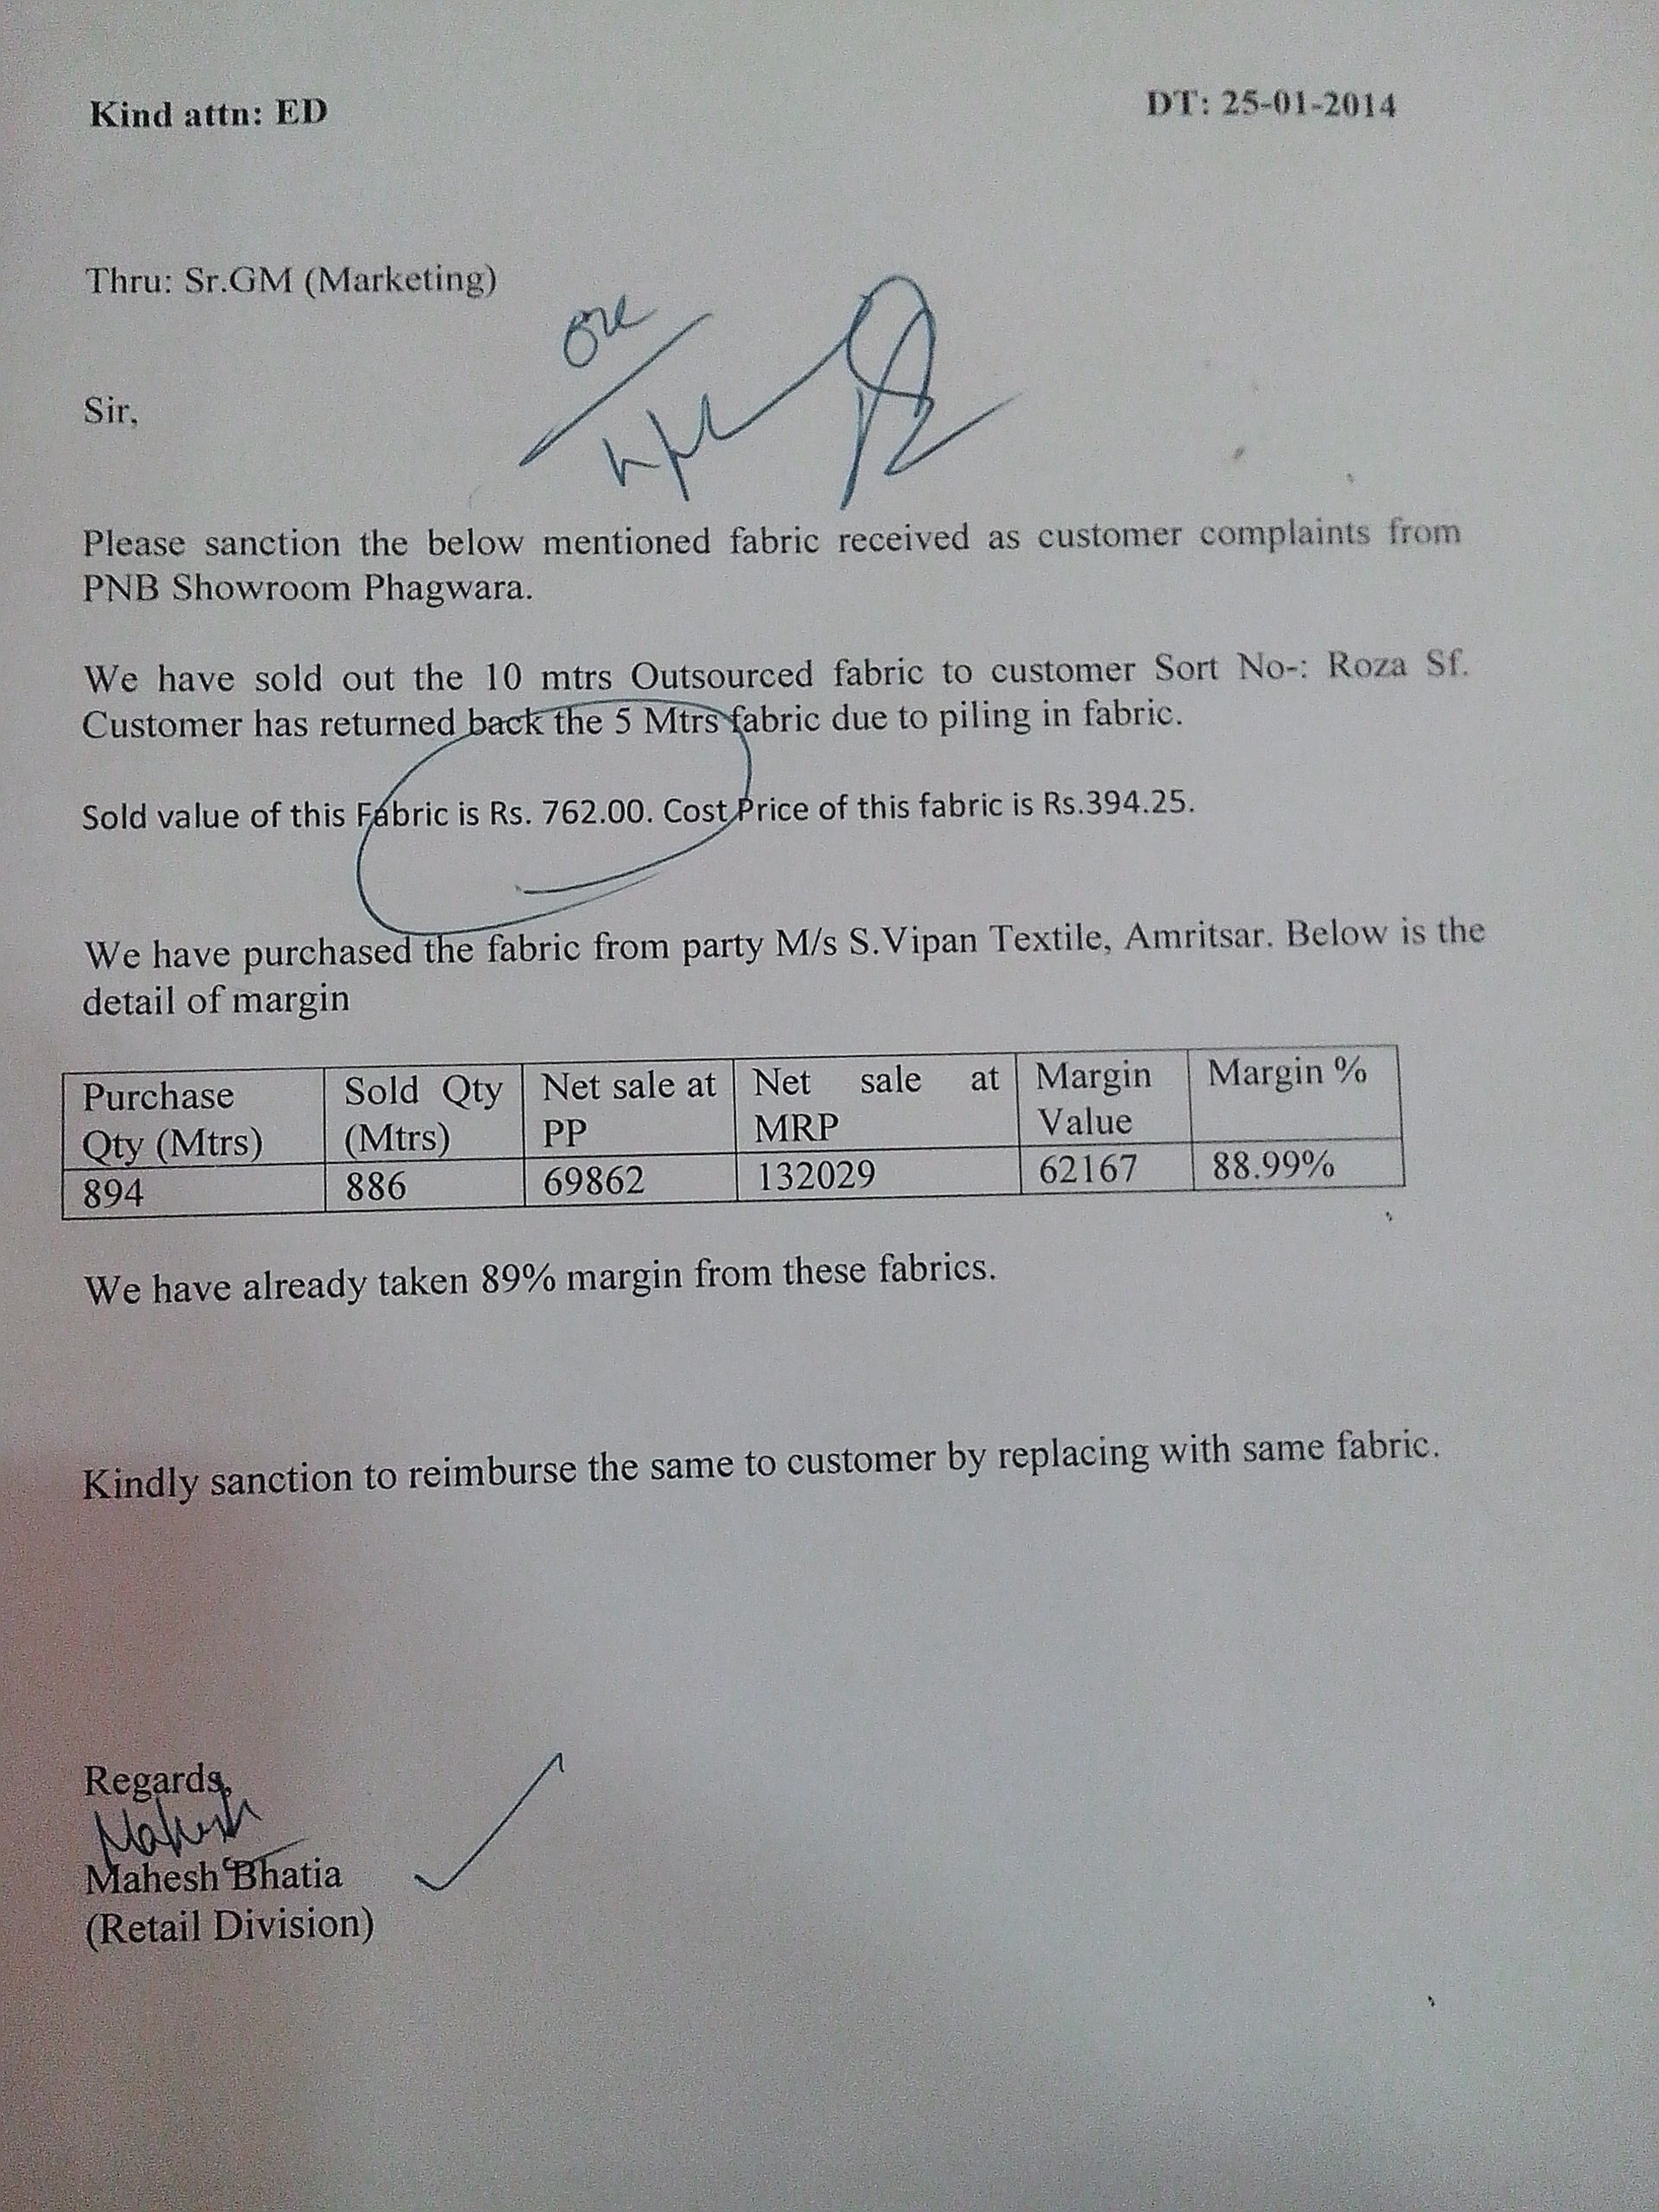 Kind attn: ED
DT: 25-01-2014
Thru: Sr.GM (Marketing)
Sir,
Please sanction the below mentioned fabric received as customer complaints from
PNB Showroom Phagwara.
We have sold out the 10 mtrs Outsourced fabric to customer Sort No-: Roza Sf.
Customer has returned back the 5 Mtrs fabric due to piling in fabric.
Sold value of this Fabric is Rs. 762.00. Cost Price of this fabric is Rs.394.25.
We have purchased the fabric from party M/s S.Vipan Textile, Amritsar. Below is the
detail of margin
Purchase Qty (Mtrs) Sold Qty (Mtrs) Net sale at PP Net sale at MRP Margin Value Margin %
894 886 69862 132029 62167 88.99%
We have already taken 89% margin from these fabrics.
Kindly sanction to reimburse the same to customer by replacing with same fabric.
Regards,
Mahesh
Mahesh Bhatia
(Retail Division)